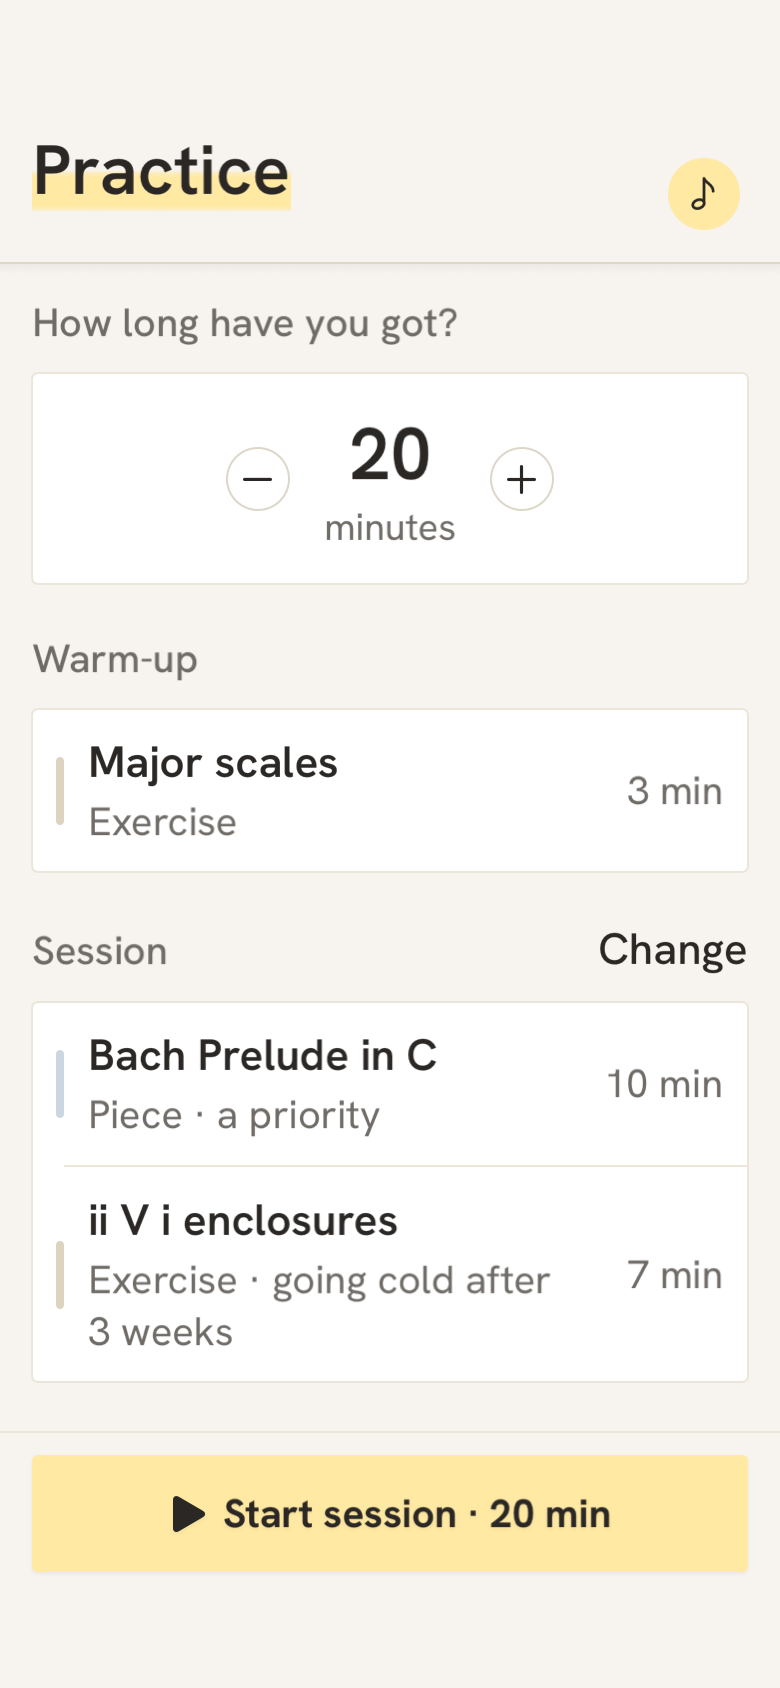 Practice
How long have you got?
20
minutes
Warm-up
Major scales
Exercise
3 min
Session
Change
Bach Prelude in C
Piece · a priority
10 min
ii V i enclosures
Exercise · going cold after
3 weeks
7 min
Start session · 20 min